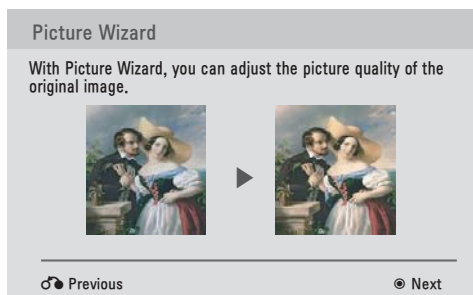 Picture Wizard
With Picture Wizard, you can adjust the picture quality of the
original image.
Previous
Next